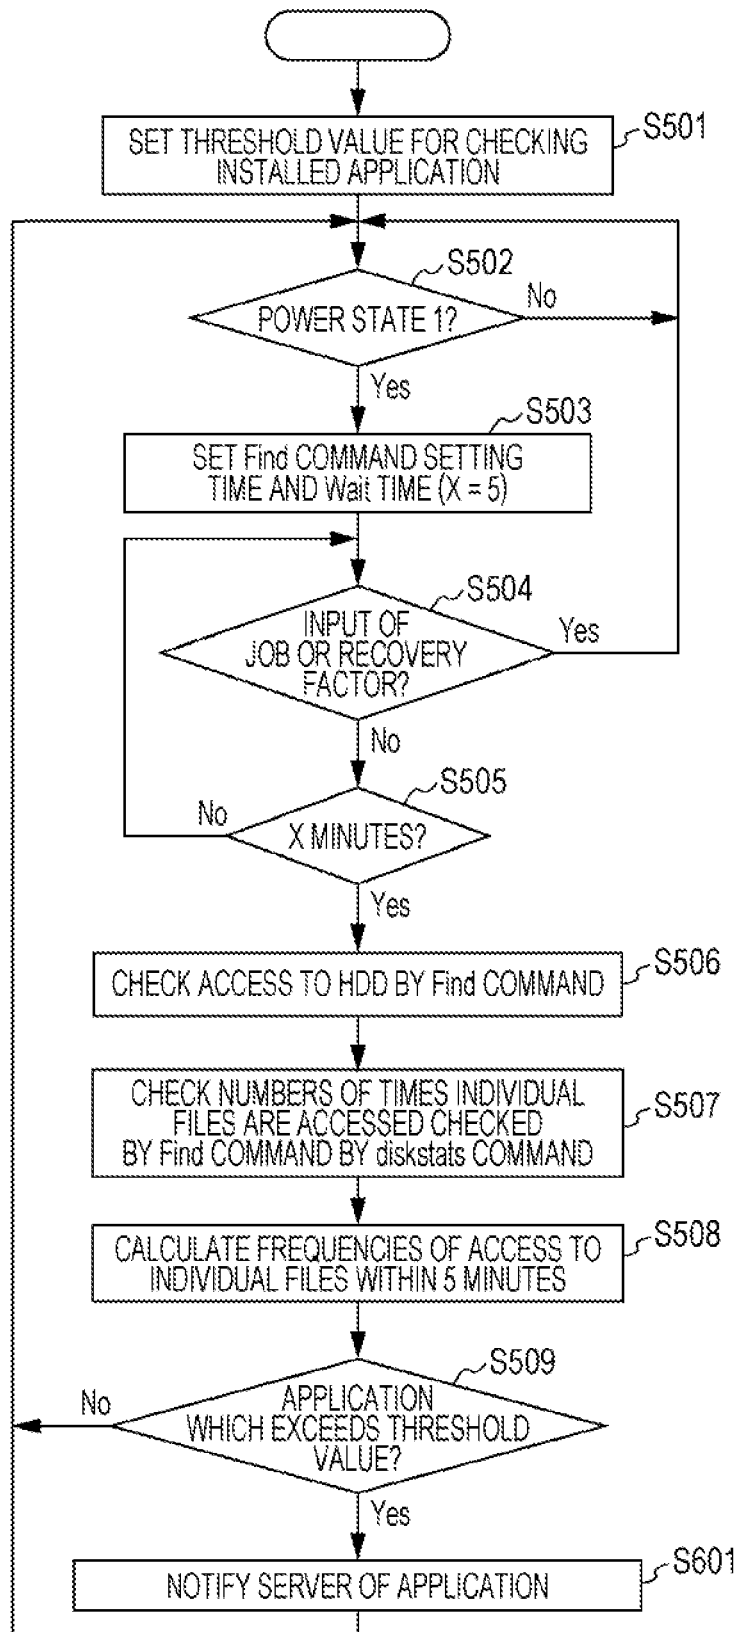 S501
SET THRESHOLD VALUE FOR CHECKING
INSTALLED APPLICATION
S502
POWER STATE 1?
No
Yes
S503
SET Find COMMAND SETTING
TIME AND Wait TIME (X = 5)
S504
INPUT OF
JOB OR RECOVERY
FACTOR?
Yes
No
S505
X MINUTES?
No
Yes
S506
CHECK ACCESS TO HDD BY Find COMMAND
S507
CHECK NUMBERS OF TIMES INDIVIDUAL
FILES ARE ACCESSED CHECKED
BY Find COMMAND BY diskstats COMMAND
S508
CALCULATE FREQUENCIES OF ACCESS TO
INDIVIDUAL FILES WITHIN 5 MINUTES
S509
APPLICATION
WHICH EXCEEDS THRESHOLD
VALUE?
No
Yes
S601
NOTIFY SERVER OF APPLICATION